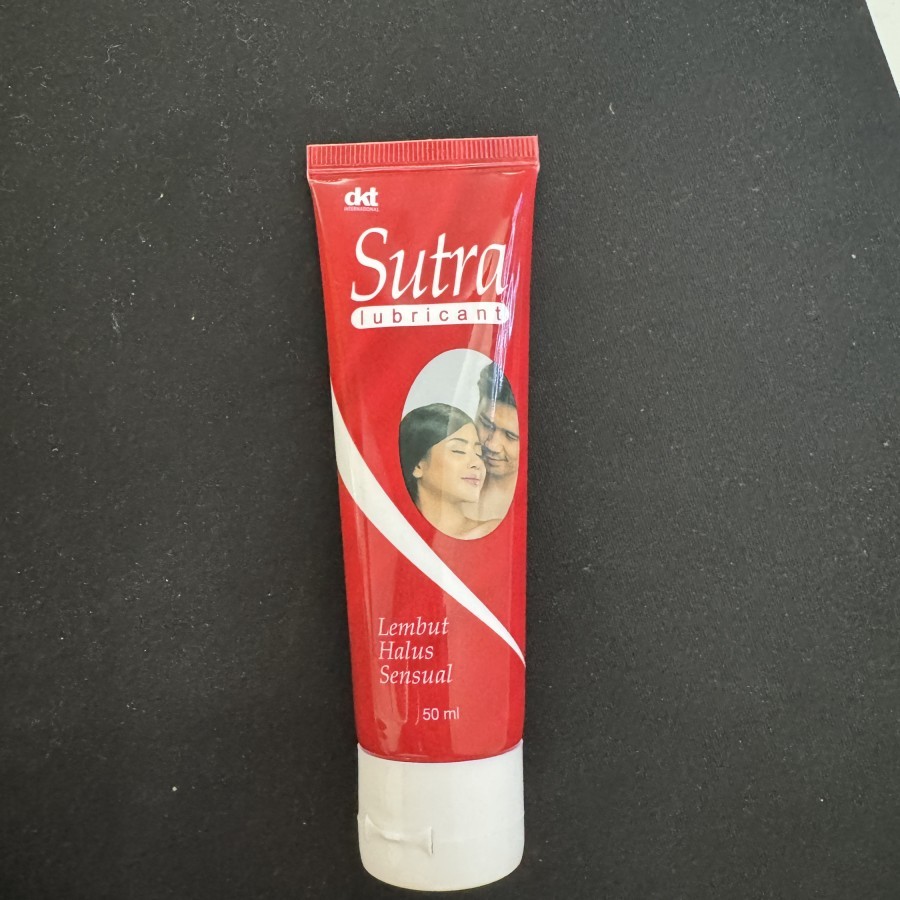 dkt
INTERNATIONAL
Sutra
lubricant
Lembut
Halus
Sensual
50 ml